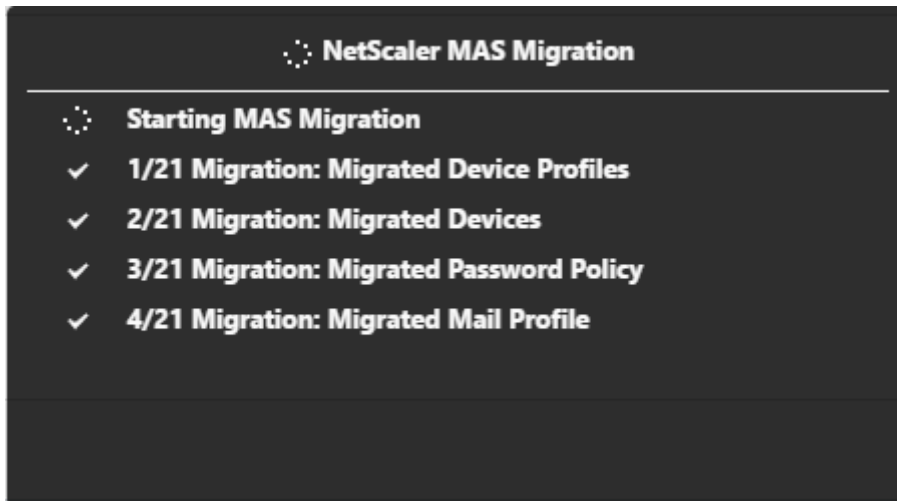 NetScaler MAS Migration
Starting MAS Migration
1/21 Migration: Migrated Device Profiles
2/21 Migration: Migrated Devices
3/21 Migration: Migrated Password Policy
4/21 Migration: Migrated Mail Profile